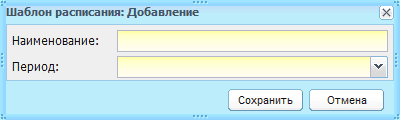 Шаблон расписания: Добавление
Наименование:
Период:
Сохранить Отмена